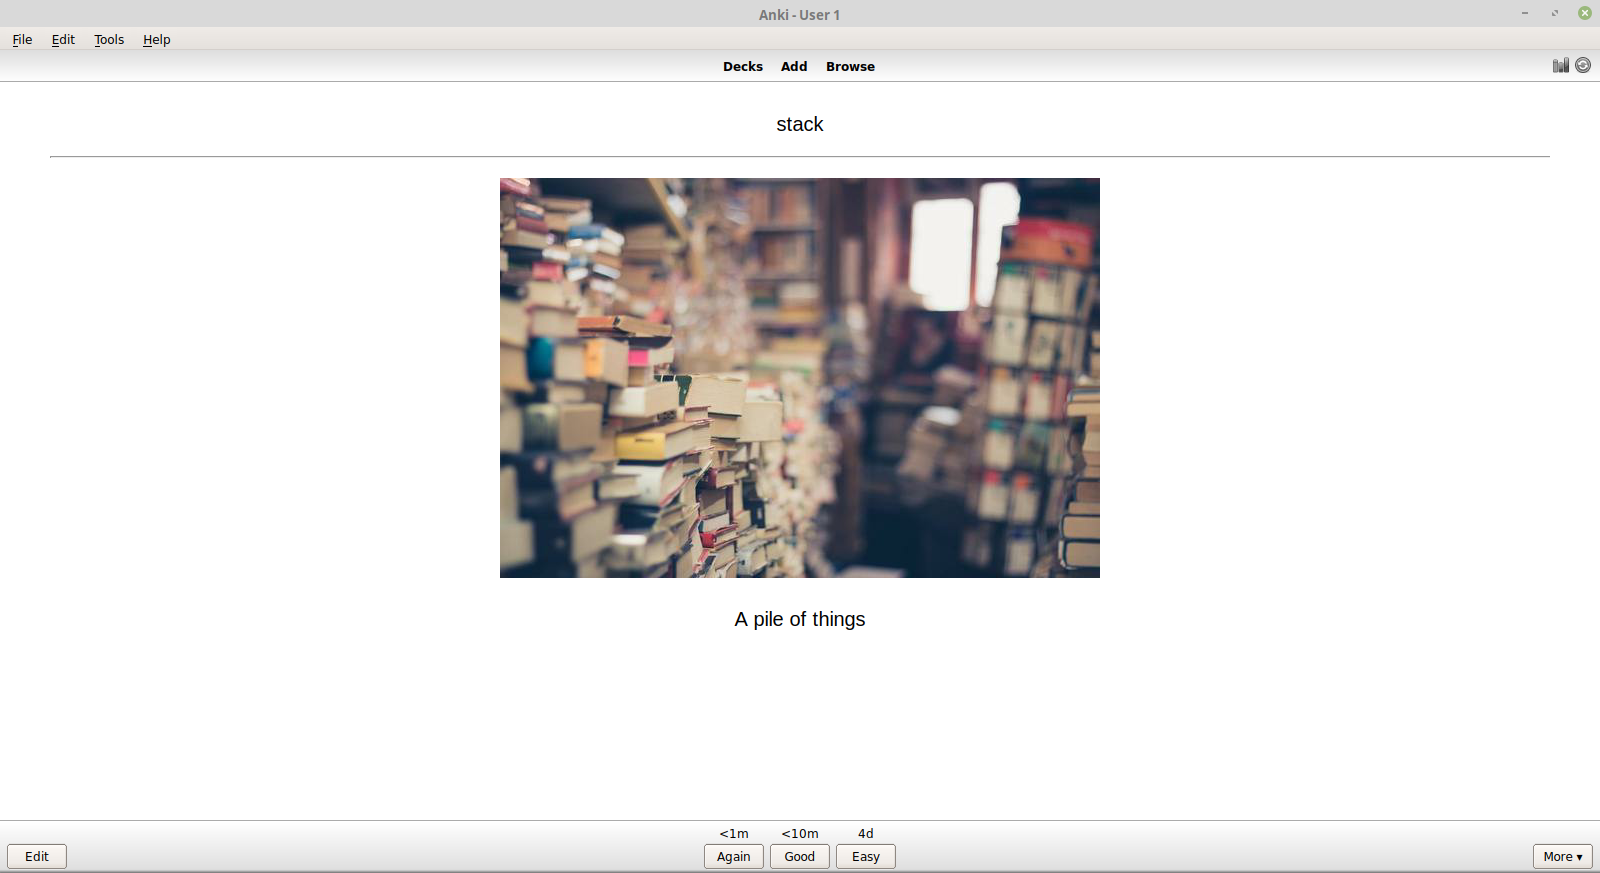 Anki - User 1
File Edit Tools Help
Decks Add Browse
stack
A pile of things
<1m <10m 4d
Edit Again Good Easy More ▾